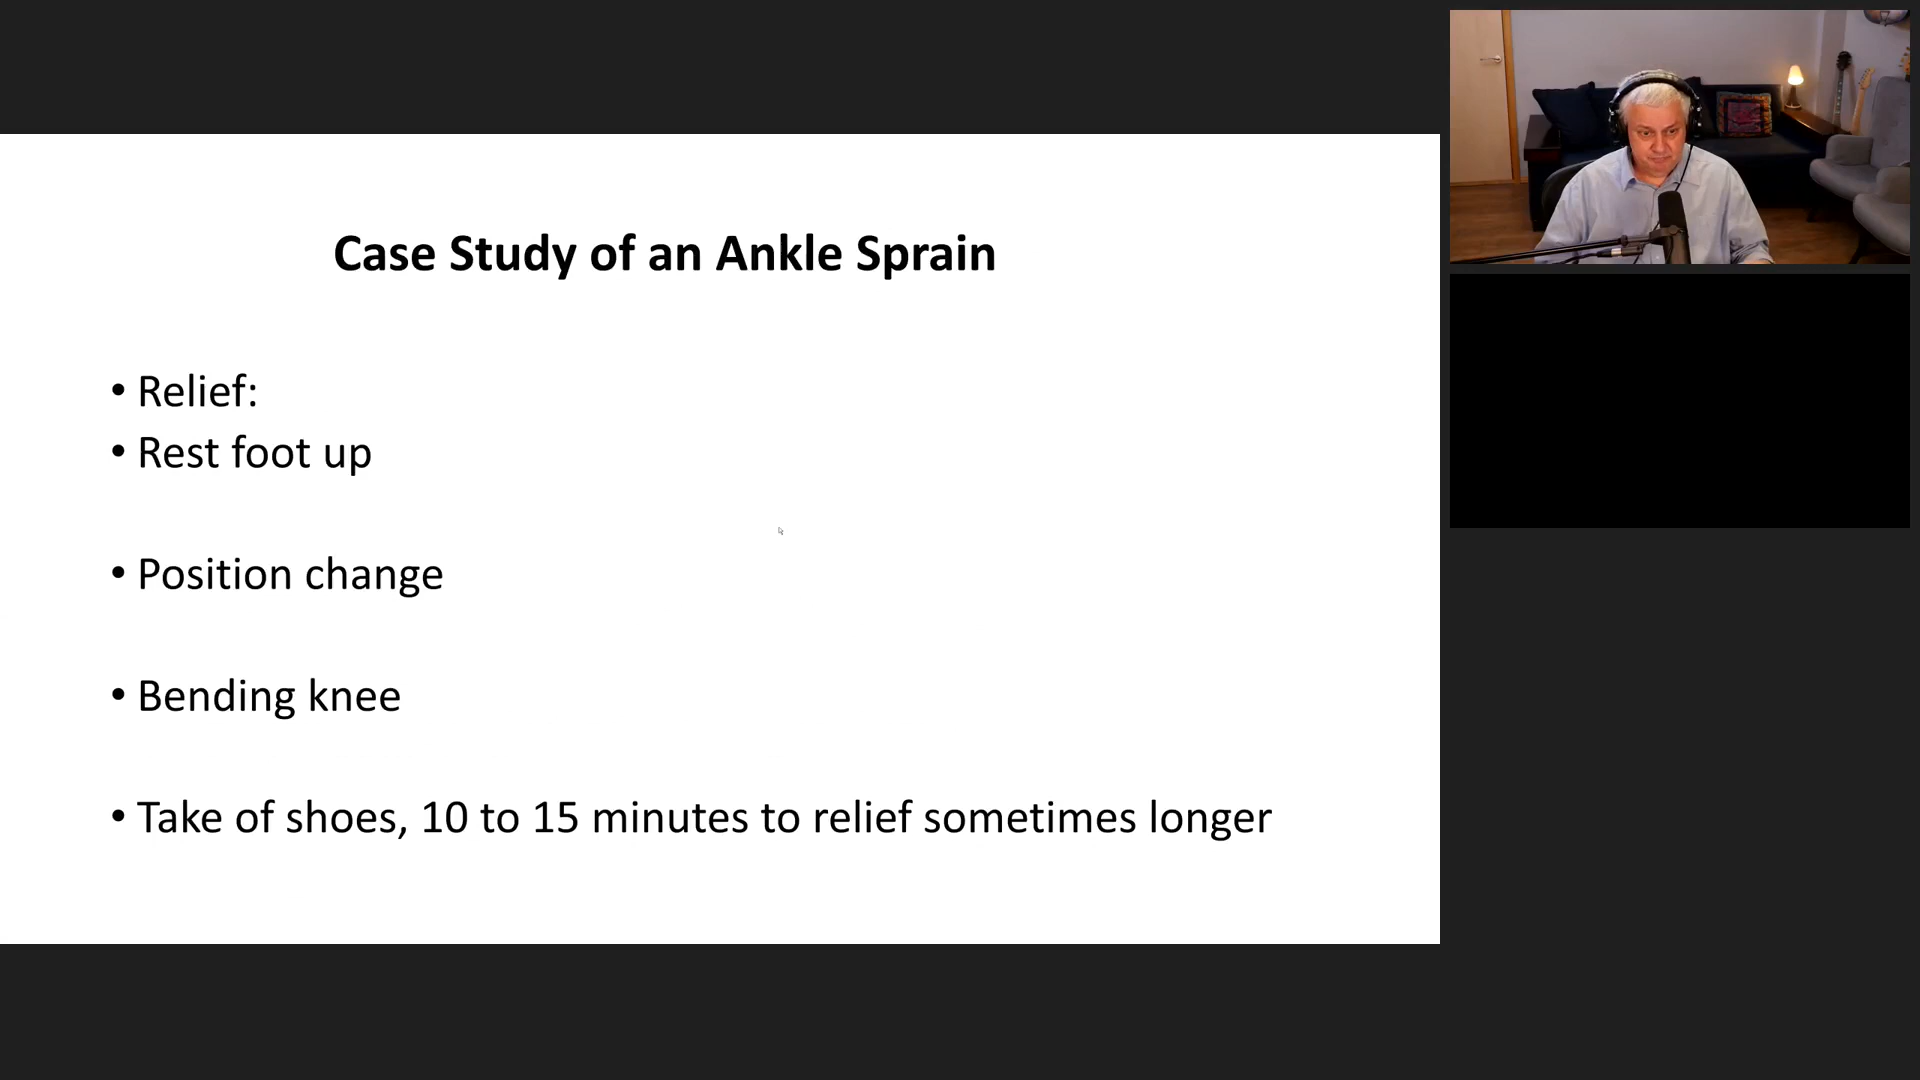 Case Study of an Ankle Sprain
• Relief:
• Rest foot up
• Position change
• Bending knee
• Take of shoes, 10 to 15 minutes to relief sometimes longer